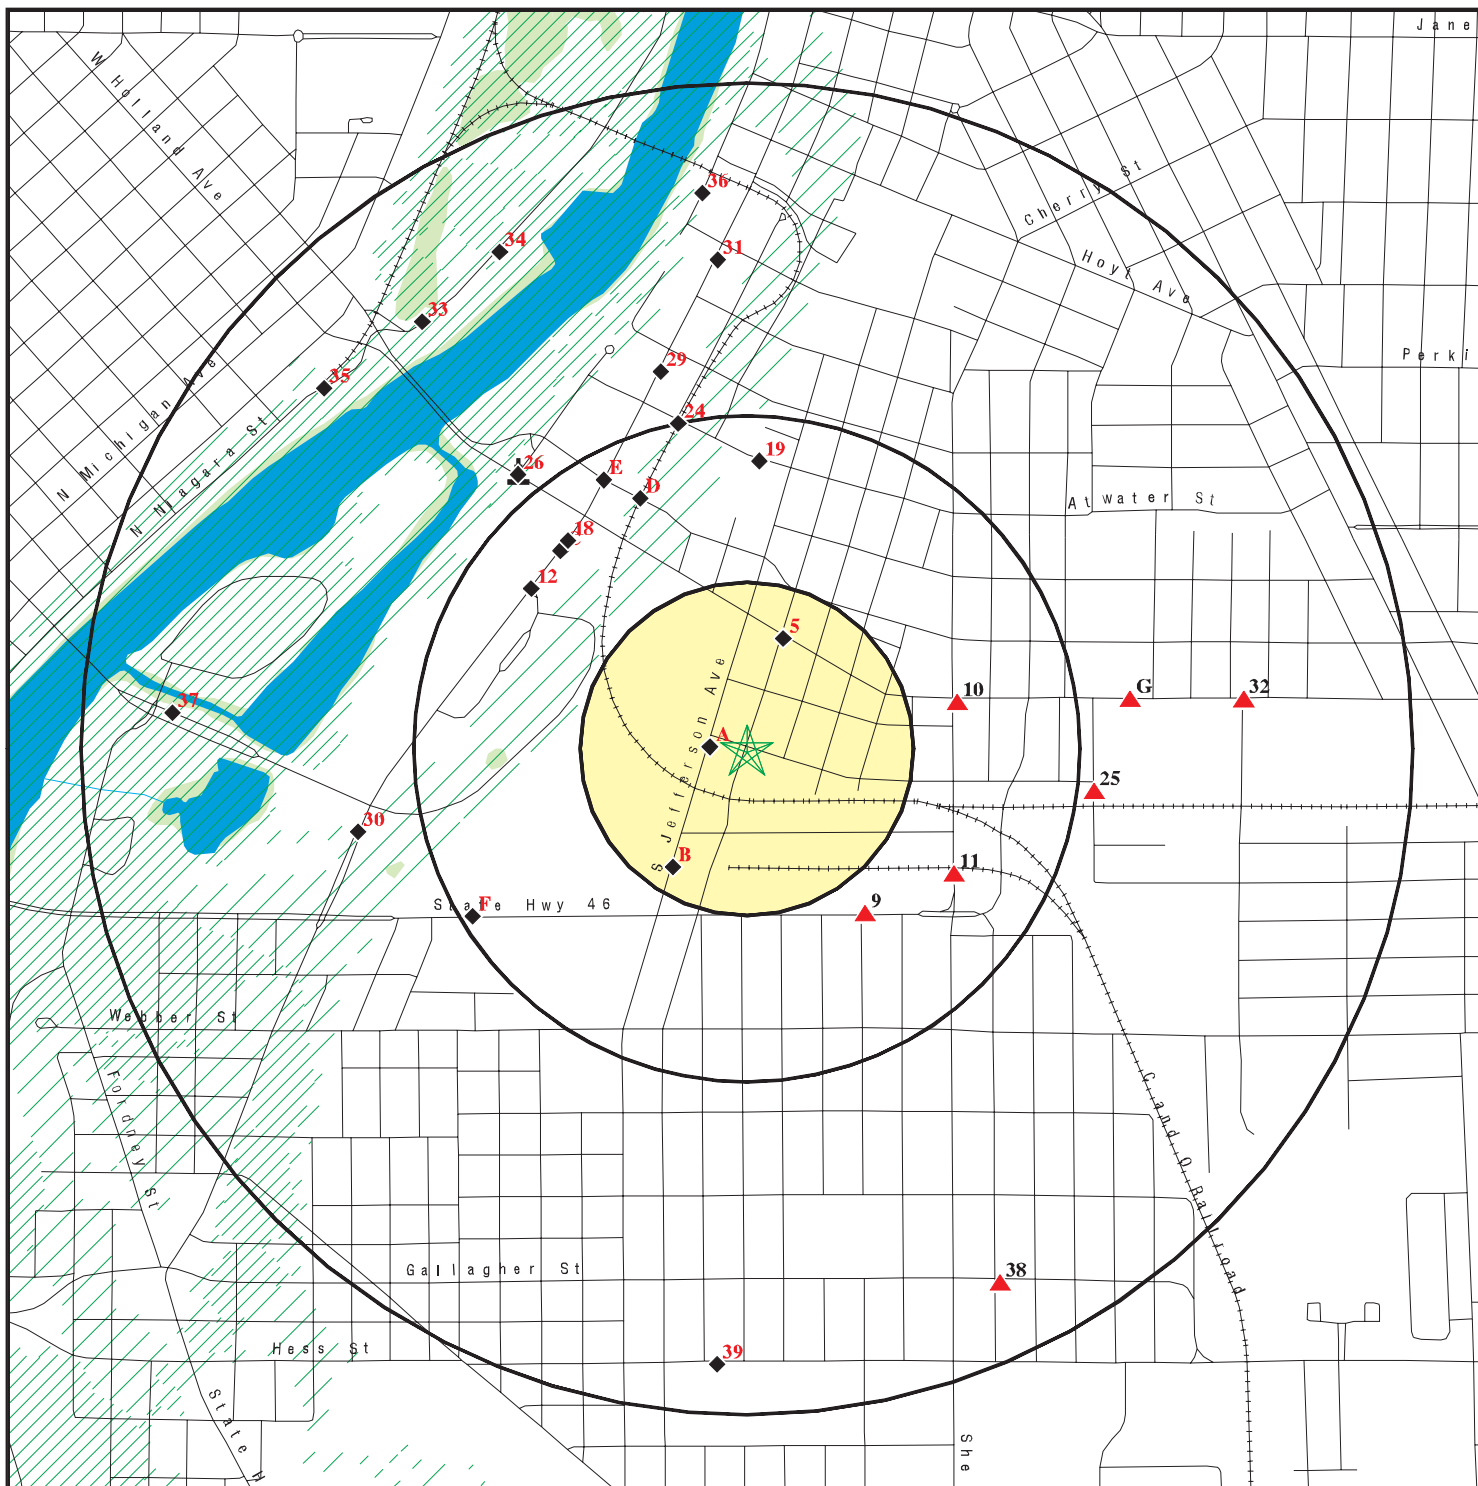 Jane
W Holland Ave
36
Cherry St
34
31
Hoyt Ave
33
Perki
29
35
N Michigan Ave
24
N Niagara St
19
26
E
D
Atwater St
18
12
5
S Jefferson Ave
10
G
32
37
A
25
30
B
11
State Hwy 46
F
9
Webber St
Fordney St
C and O Railroad
Gallagher St
38
Hess St
39
State H
She